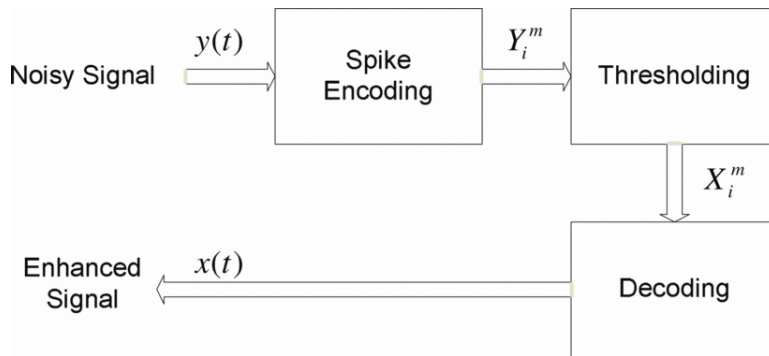 Noisy Signal
y(t)
Spike
Encoding
Y_i^m
Thresholding
X_i^m
Decoding
x(t)
Enhanced
Signal